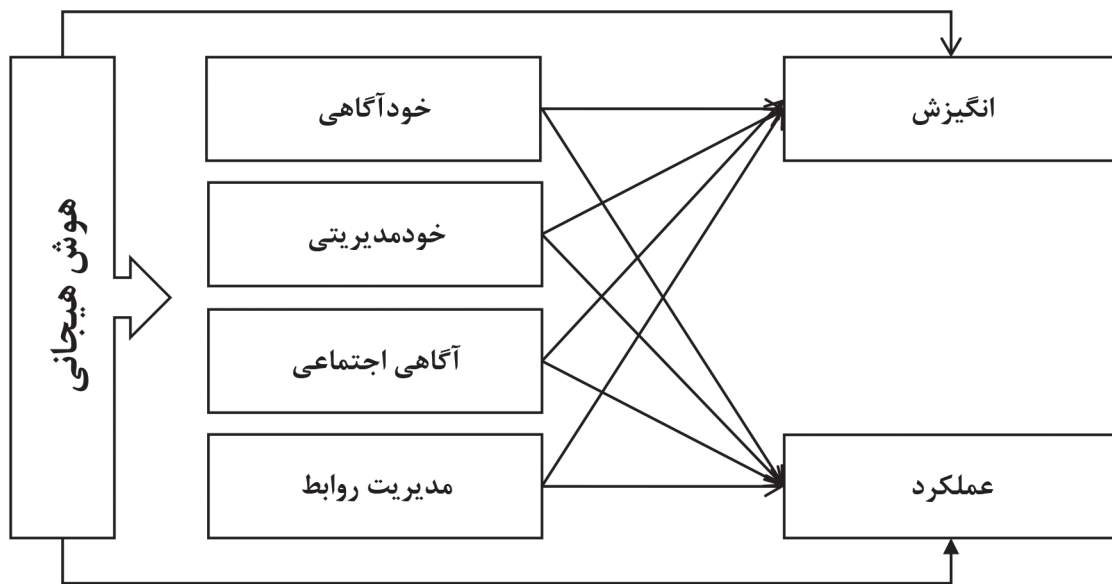 هوش هیجانی
خودآگاهی
خودمدیریتی
آگاهی اجتماعی
مدیریت روابط
انگیزش
عملکرد